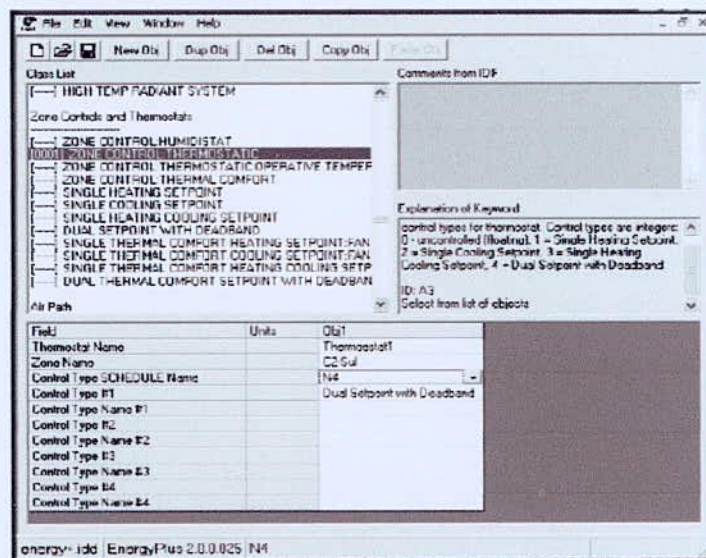 File Edit View Window Help
New Obj Dup Obj Del Obj Copy Obj Paste Obj
Class List
[----] HIGH TEMP RADIANT SYSTEM
Zone Controls and Thermostats
--------------------
[----] ZONE CONTROL HUMIDISTAT
[0001] ZONE CONTROL THERMOSTATIC
[----] ZONE CONTROL THERMOSTATIC OPERATIVE TEMPER
[----] ZONE CONTROL THERMAL COMFORT
[----] SINGLE HEATING SETPOINT
[----] SINGLE COOLING SETPOINT
[----] SINGLE HEATING COOLING SETPOINT
[----] DUAL SETPOINT WITH DEADBAND
[----] SINGLE THERMAL COMFORT HEATING SETPOINT:FAN
[----] SINGLE THERMAL COMFORT COOLING SETPOINT:FAN
[----] SINGLE THERMAL COMFORT HEATING COOLING SETP
[----] DUAL THERMAL COMFORT SETPOINT WITH DEADBAN
Air Path
Comments from IDF
Explanation of Keyword
control types for thermostat. Control types are integers:
0 - uncontrolled (floating), 1 = Single Heating Setpoint,
2 = Single Cooling Setpoint, 3 = Single Heating
Cooling Setpoint, 4 = Dual Setpoint with Deadband
ID: A3
Select from list of objects
Field Units Obj1
Thermostat Name Thermoestat1
Zone Name C2-Sul
Control Type SCHEDULE Name N4
Control Type #1 Dual Setpoint with Deadband
Control Type Name #1
Control Type #2
Control Type Name #2
Control Type #3
Control Type Name #3
Control Type #4
Control Type Name #4
energy+.idd EnergyPlus 2.0.0.025 N4